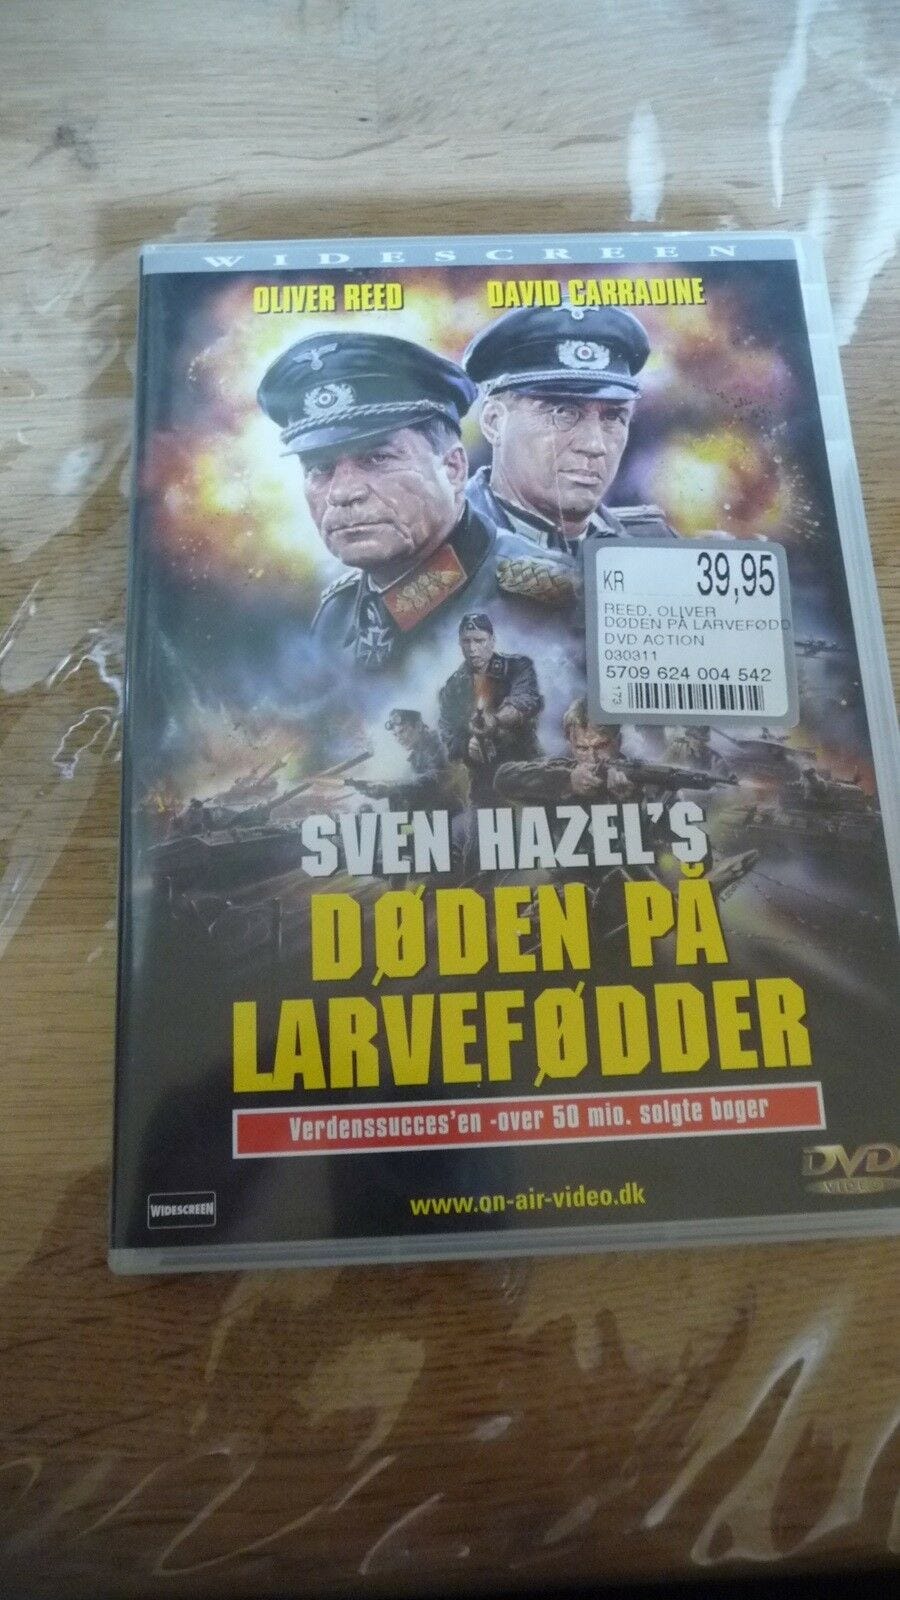 WIDESCREEN
OLIVER REED DAVID CARRADINE
KR 39,95
REED. OLIVER
DØDEN PÅ LARVEFØDD
DVD ACTION
030311
5709 624 004 542
173
SVEN HAZEL'S
DØDEN PÅ
LARVEFØDDER
Verdenssucces'en -over 50 mio. solgte bøger
DVD
VIDEO
www.on-air-video.dk
WIDESCREEN